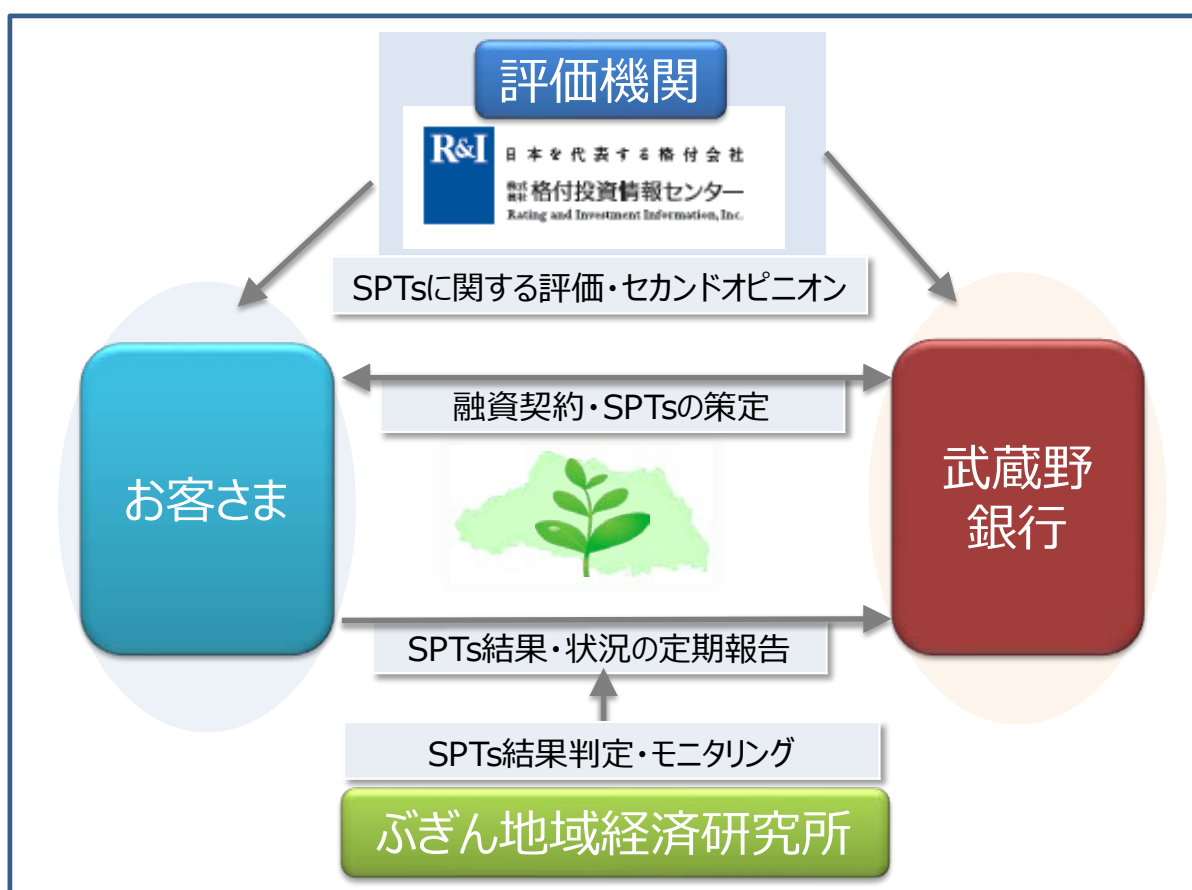 評価機関
R&I
日本を代表する格付会社
株式会社 格付投資情報センター
Rating and Investment Information, Inc.
SPTsに関する評価・セカンドオピニオン
融資契約・SPTsの策定
お客さま
武蔵野
銀行
SPTs結果・状況の定期報告
SPTs結果判定・モニタリング
ぶぎん地域経済研究所